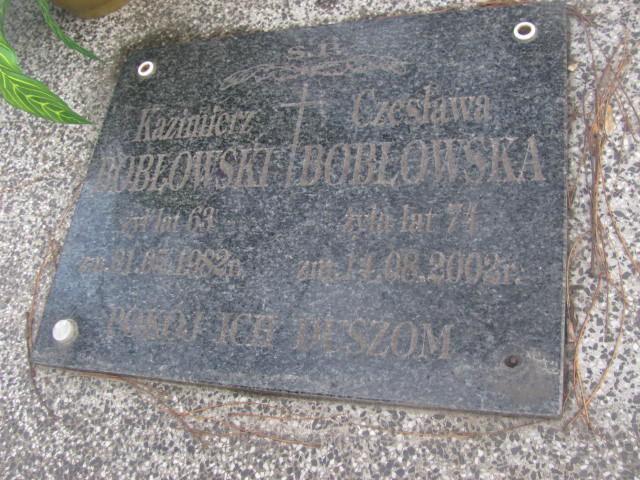 Ś.P.
Kazimierz Czesława
BOBŁOWSKI BOBŁOWSKA
żył lat 63 żyła lat 74
zm. 01.05.1982r. zm. 14.08.2002r.
POKÓJ ICH DUSZOM